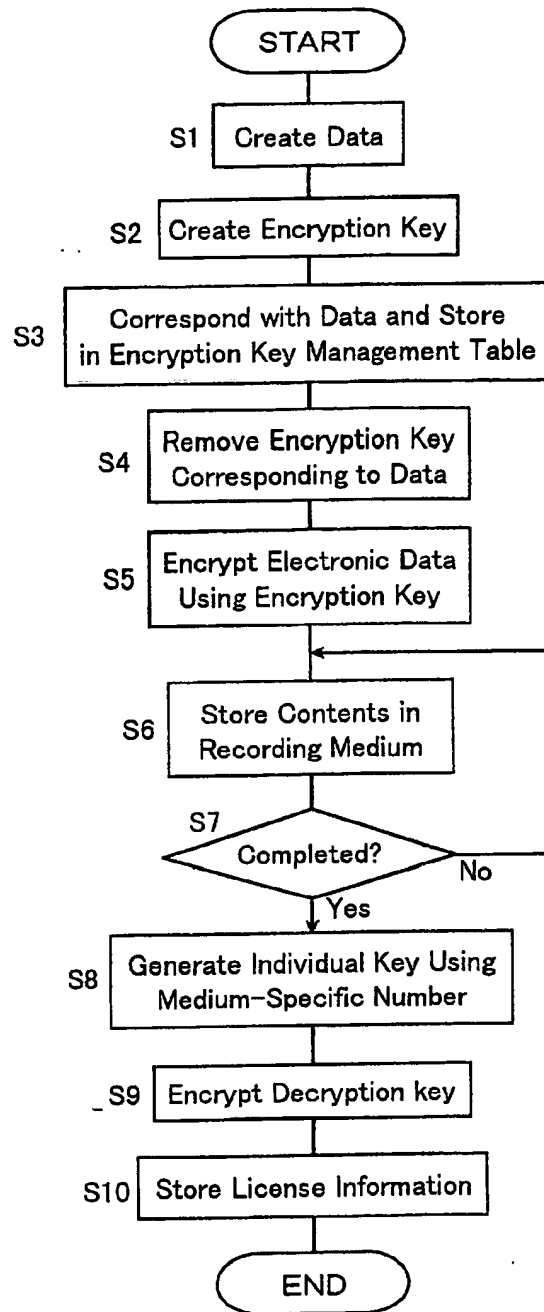 START
S1 Create Data
S2 Create Encryption Key
S3 Correspond with Data and Store
in Encryption Key Management Table
S4 Remove Encryption Key
Corresponding to Data
S5 Encrypt Electronic Data
Using Encryption Key
S6 Store Contents in
Recording Medium
S7
Completed?
No
Yes
S8 Generate Individual Key Using
Medium-Specific Number
S9 Encrypt Decryption key
S10 Store License Information
END